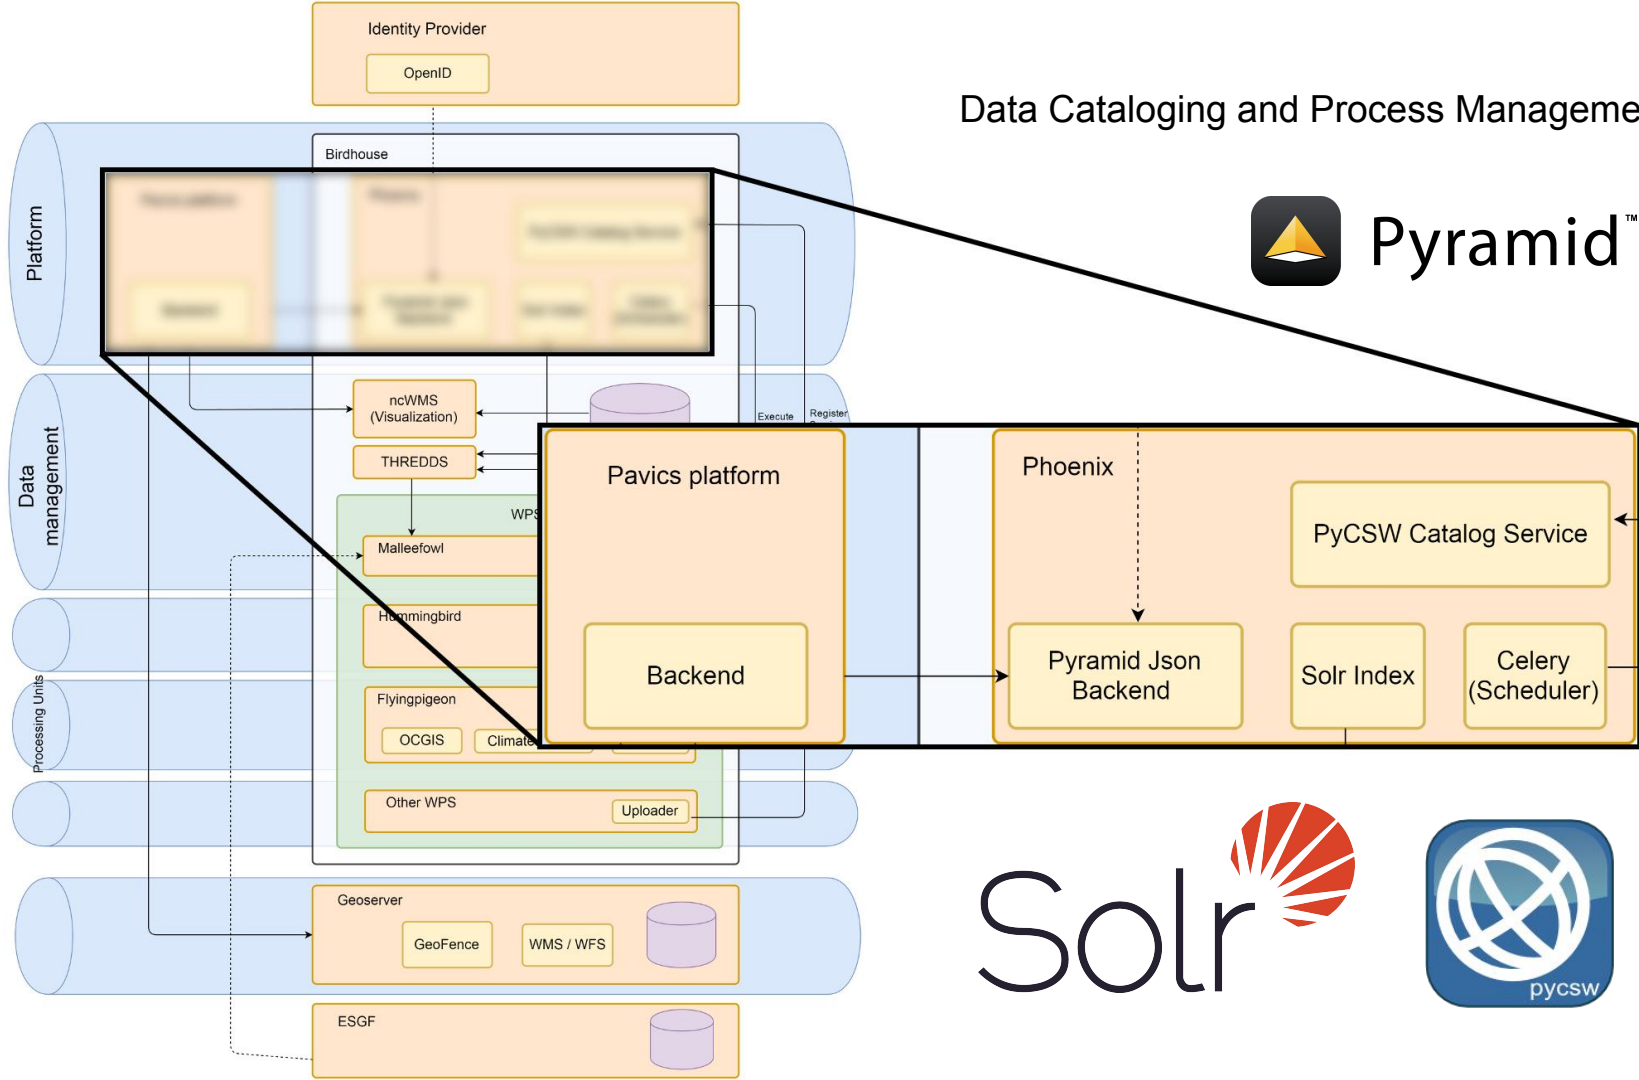 Identity Provider
OpenID
Data Cataloging and Process Manageme
Birdhouse
Pyramid™
Platform
ncWMS
(Visualization)
Execute
Register
THREDDS
Data
management
WPS
Malleefowl
Hummingbird
Flyingpigeon
OCGIS
Climate
Processing Units
Other WPS
Uploader
Pavics platform
Backend
Phoenix
PyCSW Catalog Service
Pyramid Json
Backend
Solr Index
Celery
(Scheduler)
Solr
pycsw
Geoserver
GeoFence
WMS / WFS
ESGF